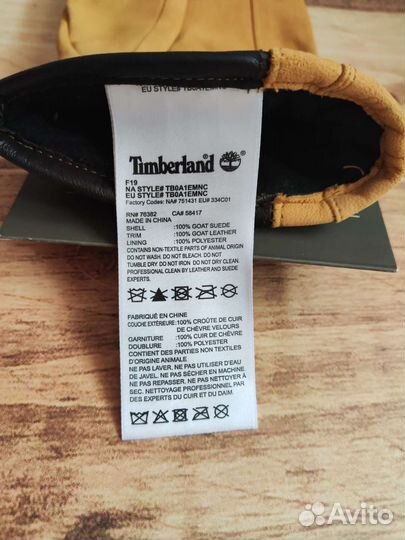 EU STYLE# TB0A1EMNC
Timberland
F19
NA STYLE# TB0A1EMNC
EU STYLE# TB0A1EMNC
Factory Codes: NA# 751431 EU# 334C01
RN# 76382 CA# 58417
MADE IN CHINA
SHELL :100% GOAT SUEDE
TRIM :100% GOAT LEATHER
LINING :100% POLYESTER
CONTAINS NON-TEXTILE PARTS OF ANIMAL ORIGIN
DO NOT WASH. DO NOT BLEACH. DO NOT
TUMBLE DRY. DO NOT IRON. DO NOT DRYCLEAN.
PROFESSIONAL CLEAN BY LEATHER AND SUEDE
EXPERTS.
FABRIQUÉ EN CHINE
COUCHE EXTÉRIEURE :100% CROÛTE DE CUIR
DE CHÈVRE VELOURS
GARNITURE :100% CUIR DE CHÈVRE
DOUBLURE :100% POLYESTER
CONTIENT DES PARTIES NON-TEXTILES
D'ORIGINE ANIMALE
NE PAS LAVER. NE PAS UTILISER D'EAU
DE JAVEL. NE PAS SÉCHER EN MACHINE
NE PAS REPASSER. NE PAS NETTOYER À
SEC. NETTOYAGE PROFESSIONNEL PAR DES
EXPERTS EN CUIR ET DU DAIM.
Avito